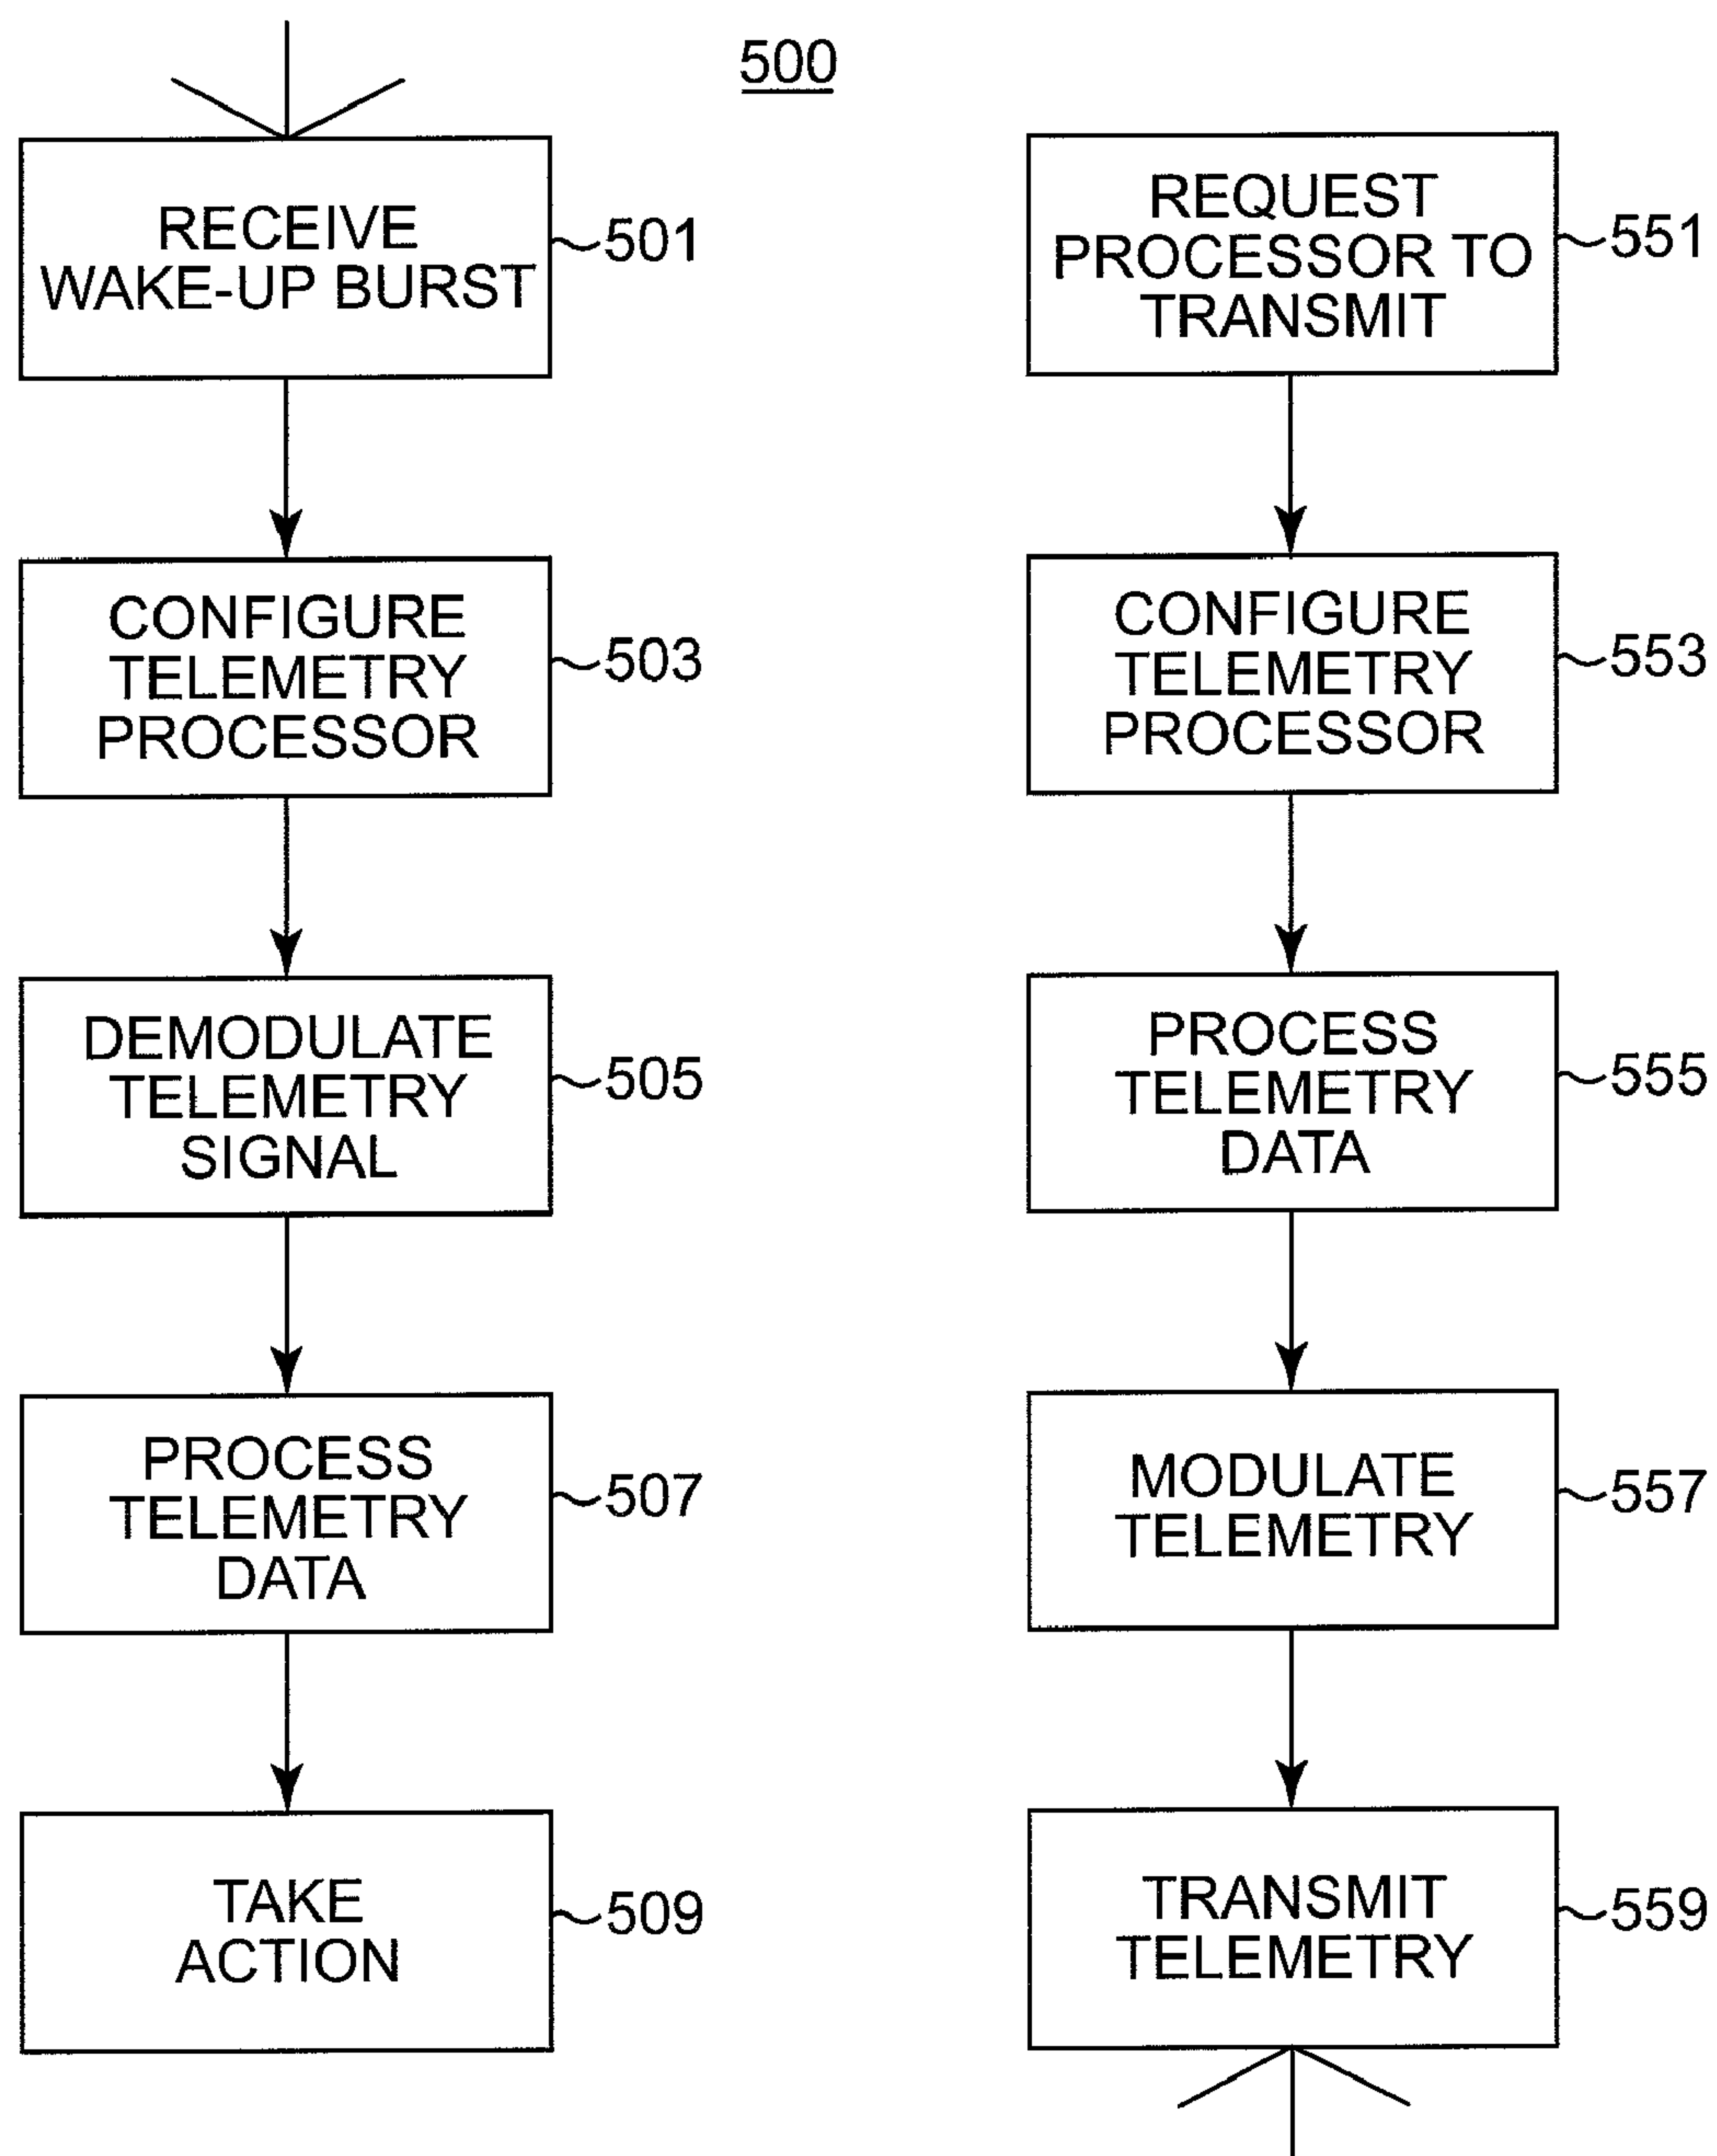 500
RECEIVE
WAKE-UP BURST
501
CONFIGURE
TELEMETRY
PROCESSOR
503
DEMODULATE
TELEMETRY
SIGNAL
505
PROCESS
TELEMETRY
DATA
507
TAKE
ACTION
509
REQUEST
PROCESSOR TO
TRANSMIT
551
CONFIGURE
TELEMETRY
PROCESSOR
553
PROCESS
TELEMETRY
DATA
555
MODULATE
TELEMETRY
557
TRANSMIT
TELEMETRY
559